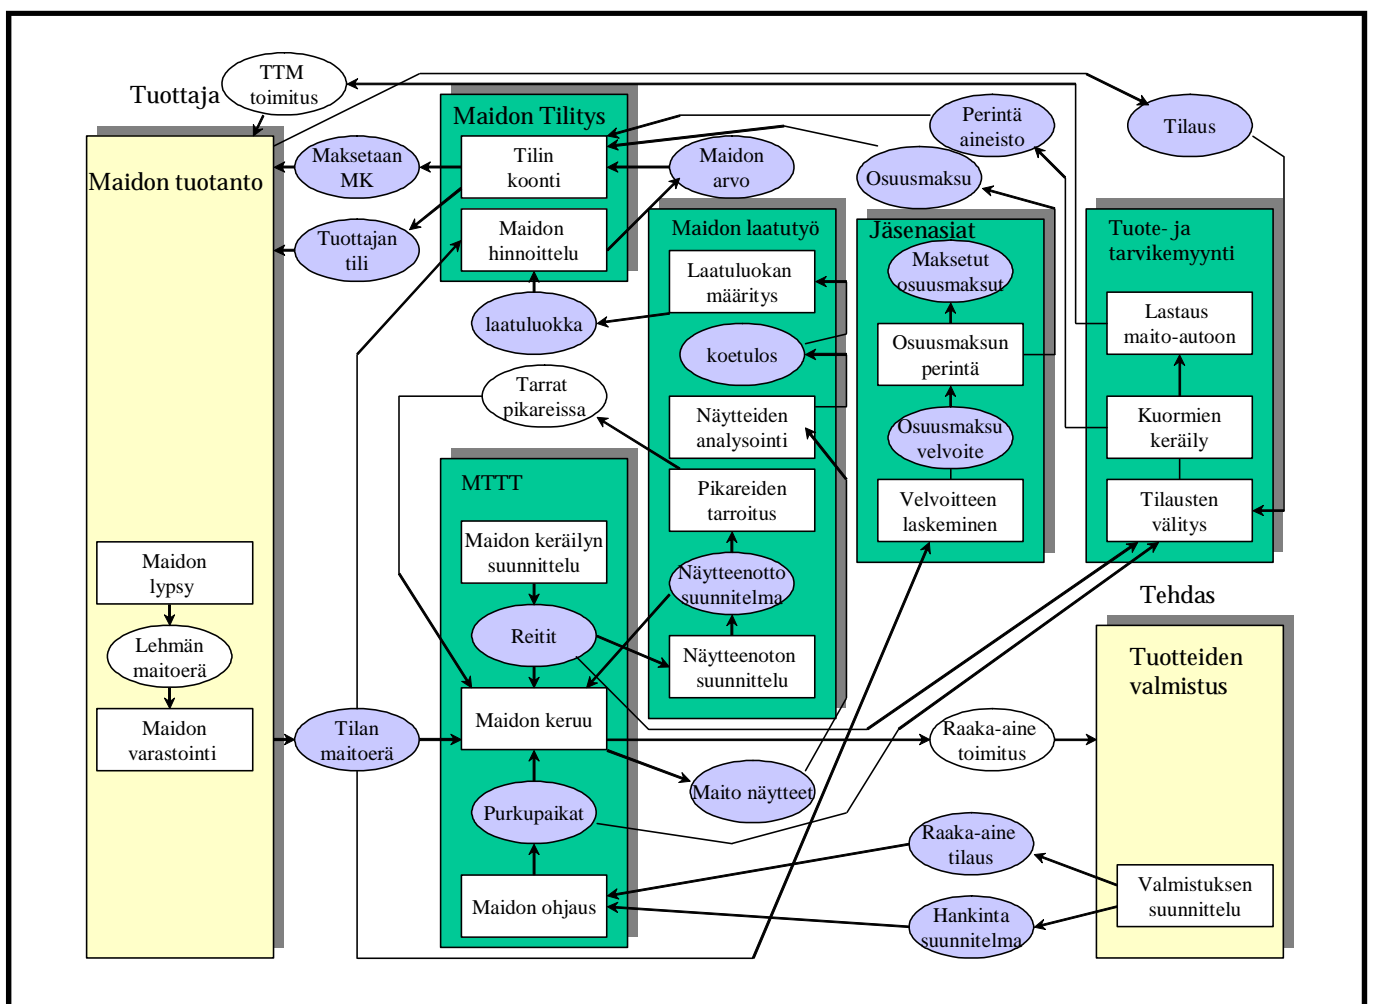 TTM
toimitus
Tuottaja
Maidon Tilitys
Perintä
aineisto
Tilaus
Maksetaan
MK
Tilin
koonti
Maidon
arvo
Osuusmaksu
Maidon tuotanto
Tuottajan
tili
Maidon
hinnoittelu
Maidon laatutyö
Jäsenasiat
Tuote- ja
tarvikemyynti
Laatuluokan
määritys
Maksetut
osuusmaksut
laatuluokka
koetulos
Osuusmaksun
perintä
Lastaus
maito-autoon
Tarrat
pikareissa
Näytteiden
analysointi
Osuusmaksu
velvoite
Kuormien
keräily
MTTT
Pikareiden
tarroitus
Velvoitteen
laskeminen
Tilausten
välitys
Maidon keräilyn
suunnittelu
Maidon
lypsy
Näytteenotto
suunnitelma
Tehdas
Reitit
Lehmän
maitoerä
Näytteenoton
suunnittelu
Tuotteiden
valmistus
Maidon
varastointi
Tilan
maitoerä
Maidon keruu
Raaka-aine
toimitus
Maito näytteet
Purkupaikat
Raaka-aine
tilaus
Maidon ohjaus
Hankinta
suunnitelma
Valmistuksen
suunnittelu